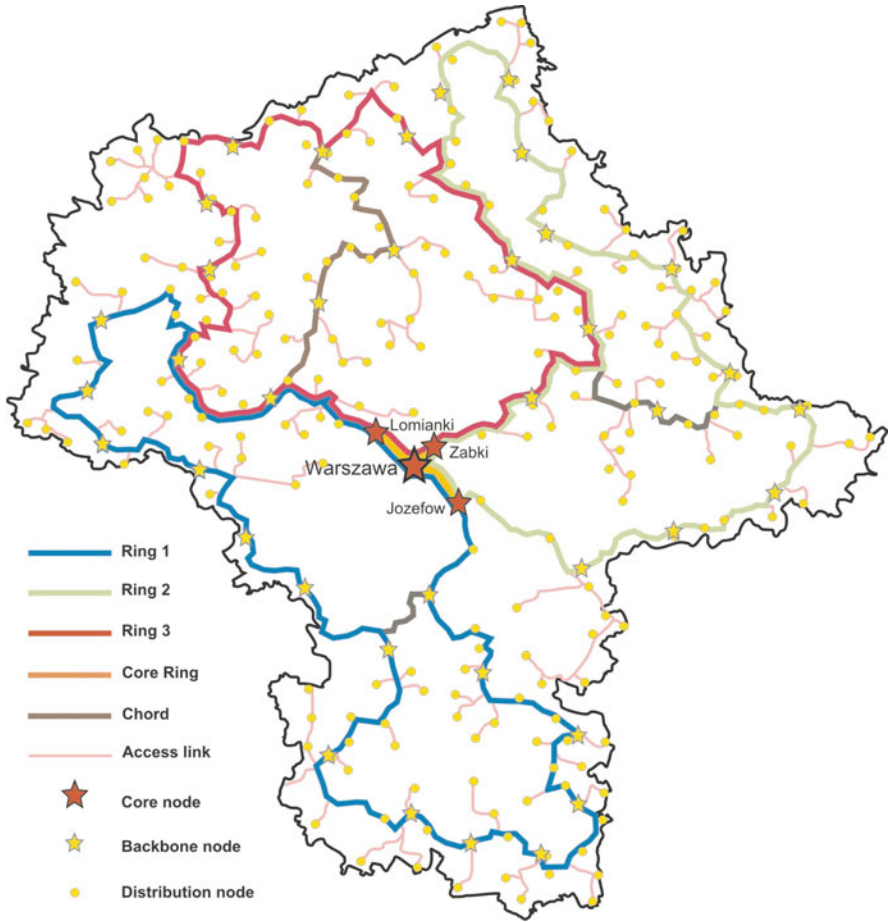 Lomianki
Zabki
Warszawa
Jozefow
Ring 1
Ring 2
Ring 3
Core Ring
Chord
Access link
Core node
Backbone node
Distribution node